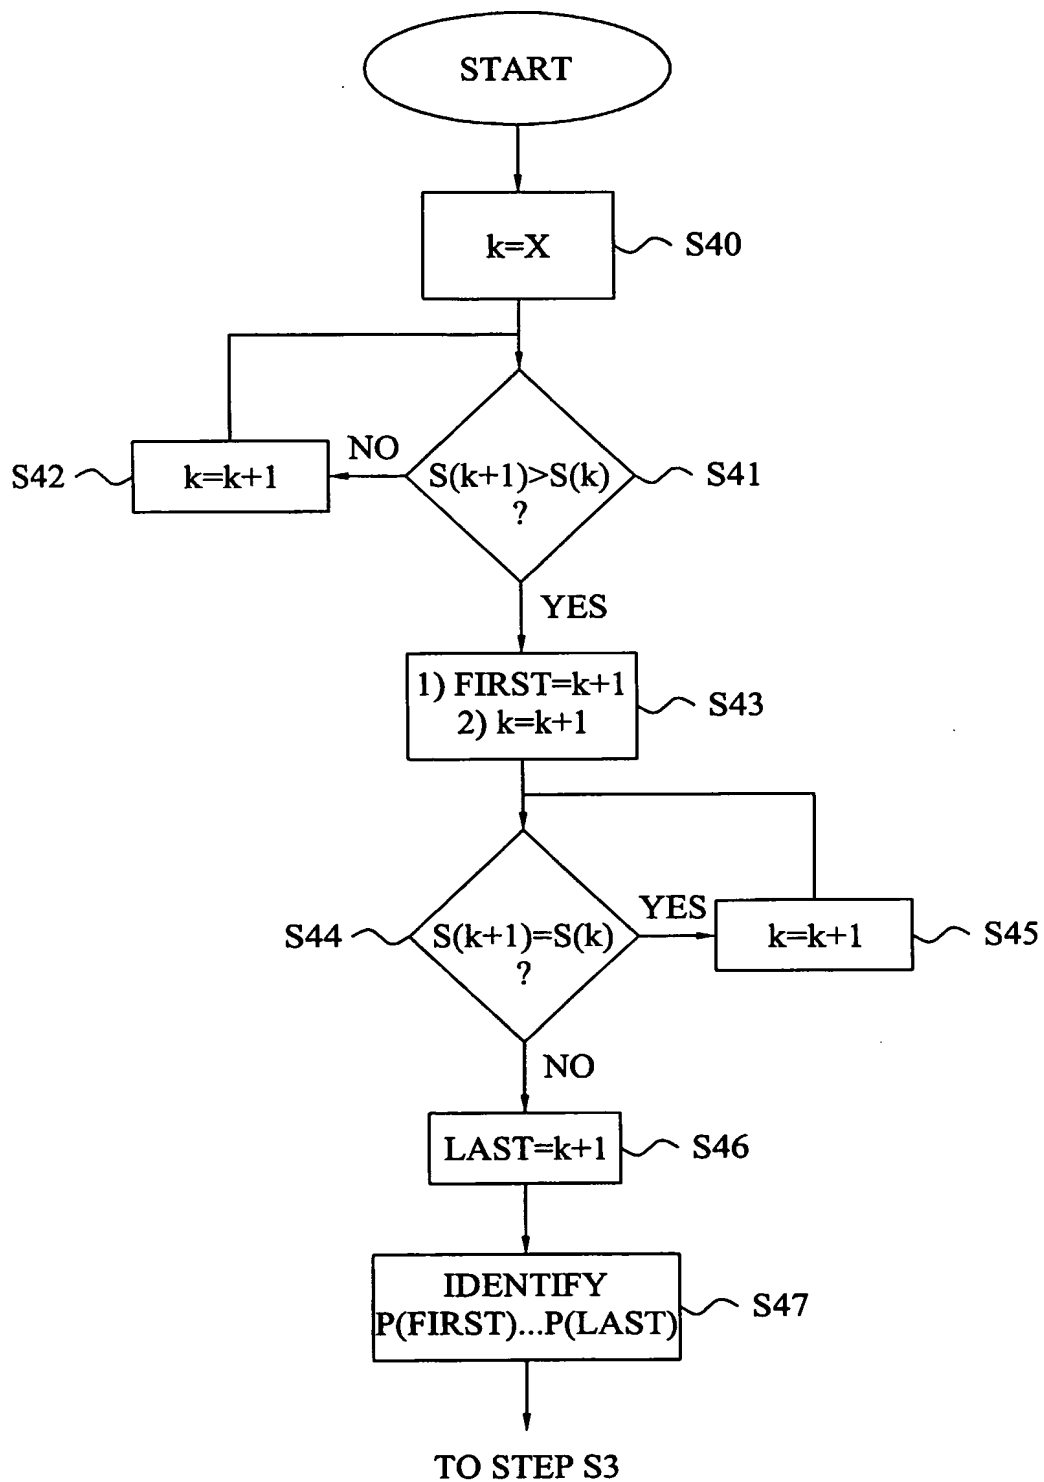 START
k=X
S40
NO
S42
k=k+1
S(k+1)>S(k)
?
S41
YES
1) FIRST=k+1
2) k=k+1
S43
S44
S(k+1)=S(k)
?
YES
k=k+1
S45
NO
LAST=k+1
S46
IDENTIFY
P(FIRST)...P(LAST)
S47
TO STEP S3